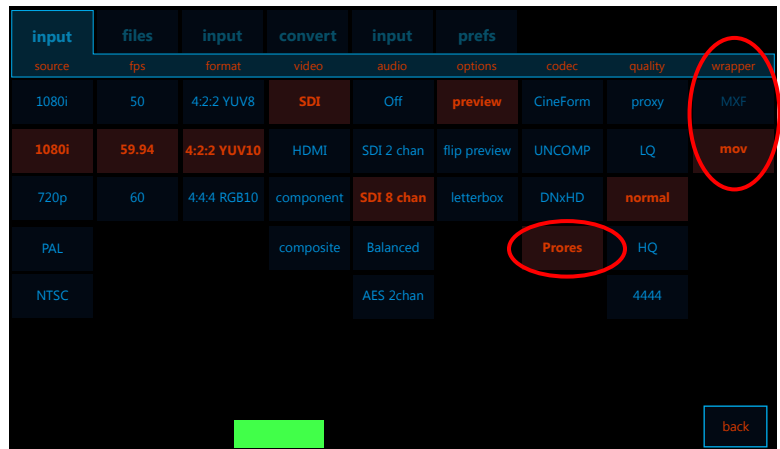 input files input convert input prefs
source fps format video audio options codec quality wrapper
1080i 50 4:2:2 YUV8 SDI Off preview CineForm proxy MXF
1080i 59.94 4:2:2 YUV10 HDMI SDI 2 chan flip preview UNCOMP LQ mov
720p 60 4:4:4 RGB10 component SDI 8 chan letterbox DNxHD normal
PAL composite Balanced Prores HQ
NTSC AES 2chan 4444
back